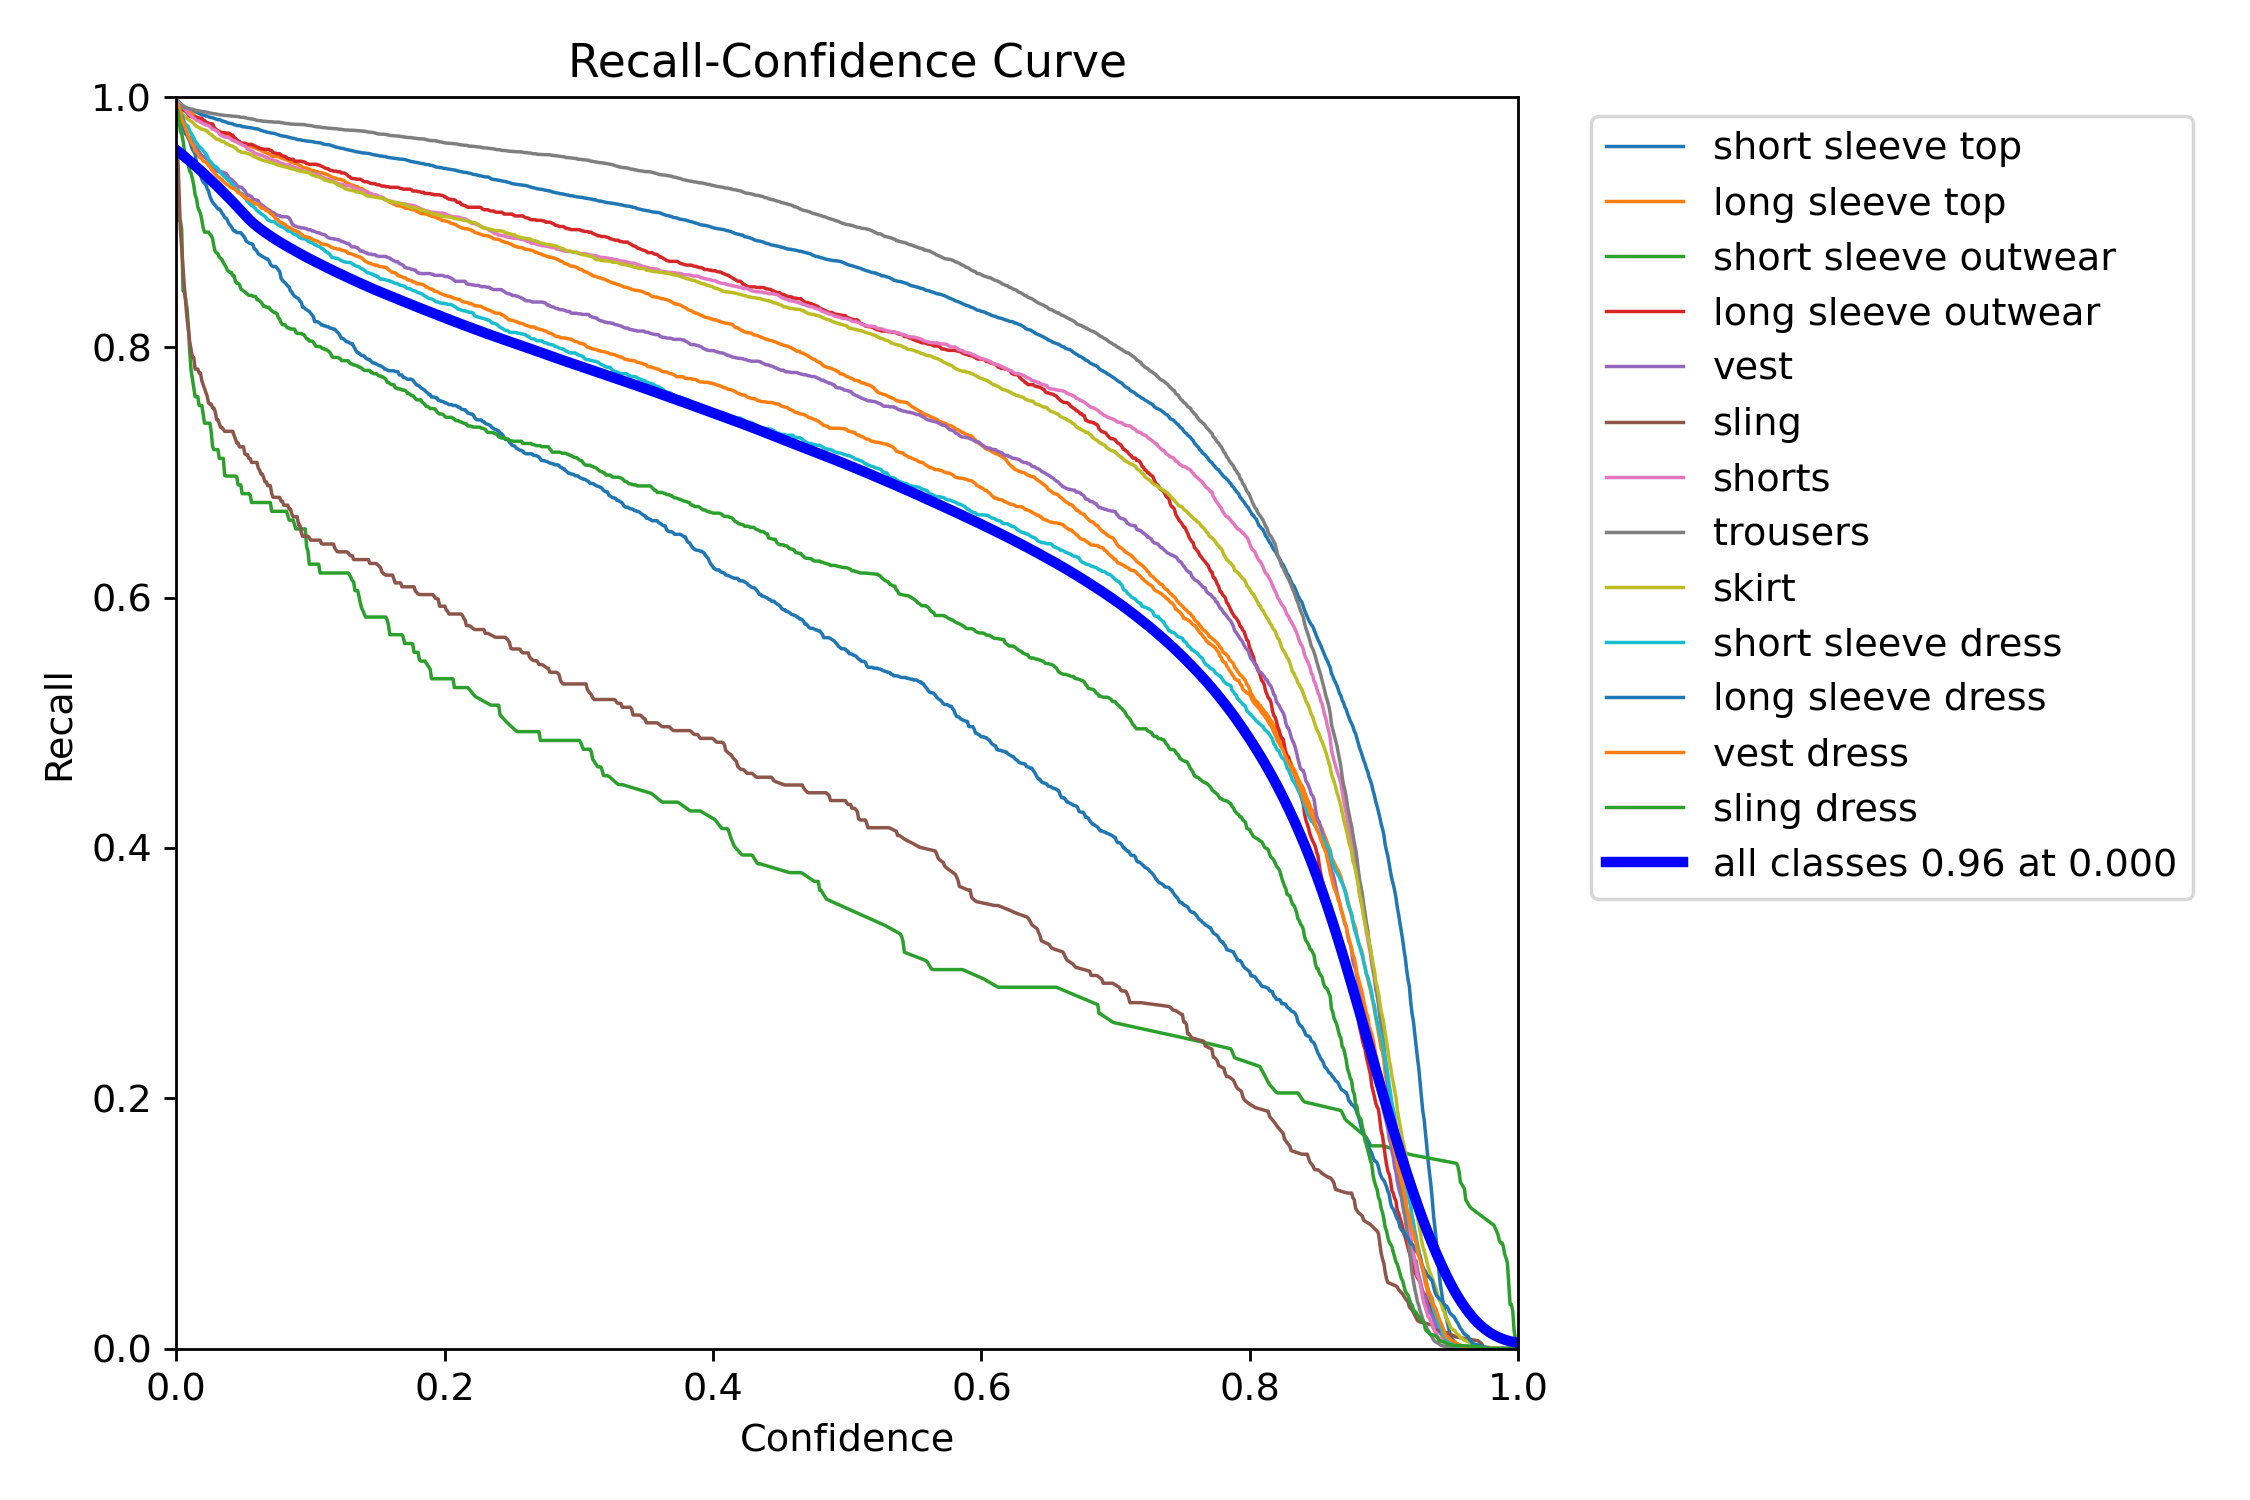 Recall-Confidence Curve
1.0
0.8
0.6
0.4
0.2
0.0
Recall
0.0 0.2 0.4 0.6 0.8 1.0
Confidence
short sleeve top
long sleeve top
short sleeve outwear
long sleeve outwear
vest
sling
shorts
trousers
skirt
short sleeve dress
long sleeve dress
vest dress
sling dress
all classes 0.96 at 0.000